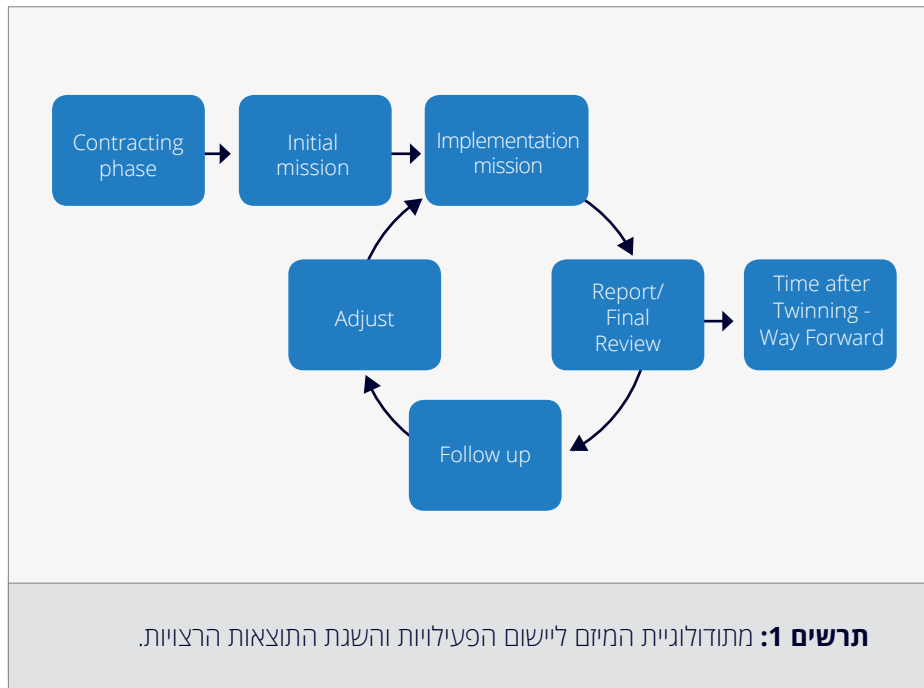 Contracting
phase
Initial
mission
Implementation
mission
Adjust
Report/
Final
Review
Time after
Twinning -
Way Forward
Follow up
תרשים 1: מתודולוגיית המיזם ליישום הפעילויות והשגת התוצאות הרצויות.